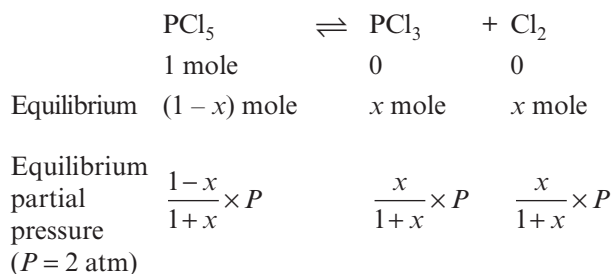 PCl₅ ⇌ PCl₃ + Cl₂
1 mole 0 0
Equilibrium (1 – x) mole x mole x mole
Equilibrium
partial
pressure
(P = 2 atm)
(1 − x)/(1 + x) × P x/(1 + x) × P x/(1 + x) × P